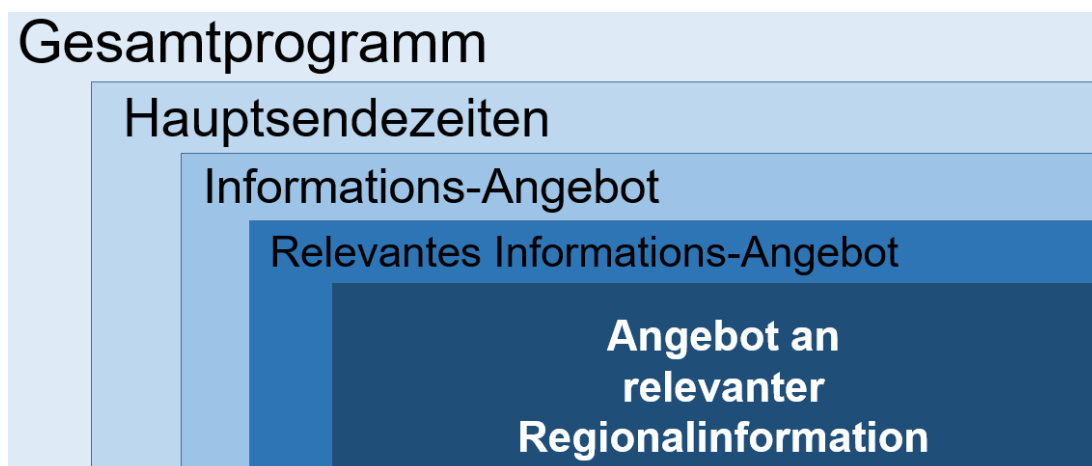 Gesamtprogramm
Hauptsendezeiten
Informations-Angebot
Relevantes Informations-Angebot
Angebot an
relevanter
Regionalinformation